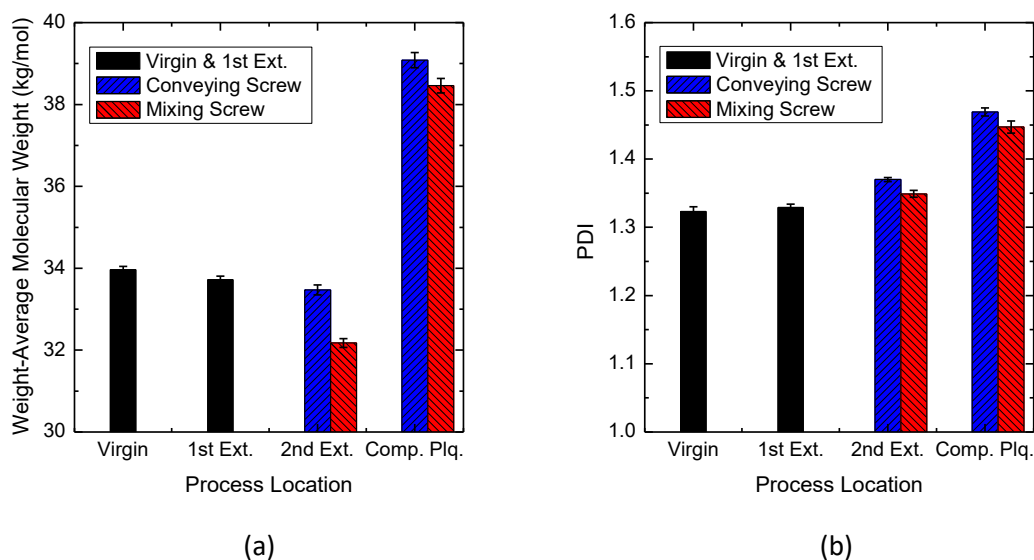 Weight-Average Molecular Weight (kg/mol)
40
38
36
34
32
30
Virgin & 1st Ext.
Conveying Screw
Mixing Screw
Virgin 1st Ext. 2nd Ext. Comp. Plq.
Process Location
(a)
PDI
1.6
1.5
1.4
1.3
1.2
1.1
1.0
Virgin & 1st Ext.
Conveying Screw
Mixing Screw
Virgin 1st Ext. 2nd Ext. Comp. Plq.
Process Location
(b)